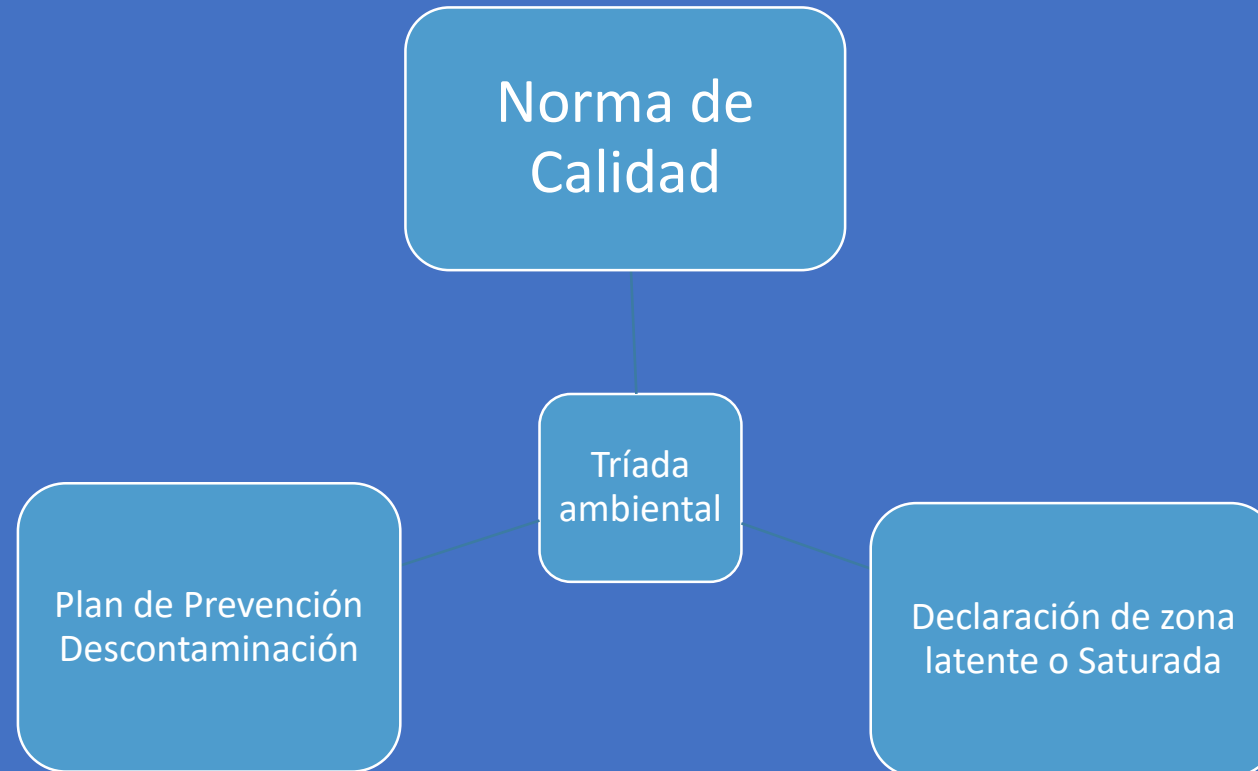 Norma de
Calidad
Tríada
ambiental
Plan de Prevención
Descontaminación
Declaración de zona
latente o Saturada